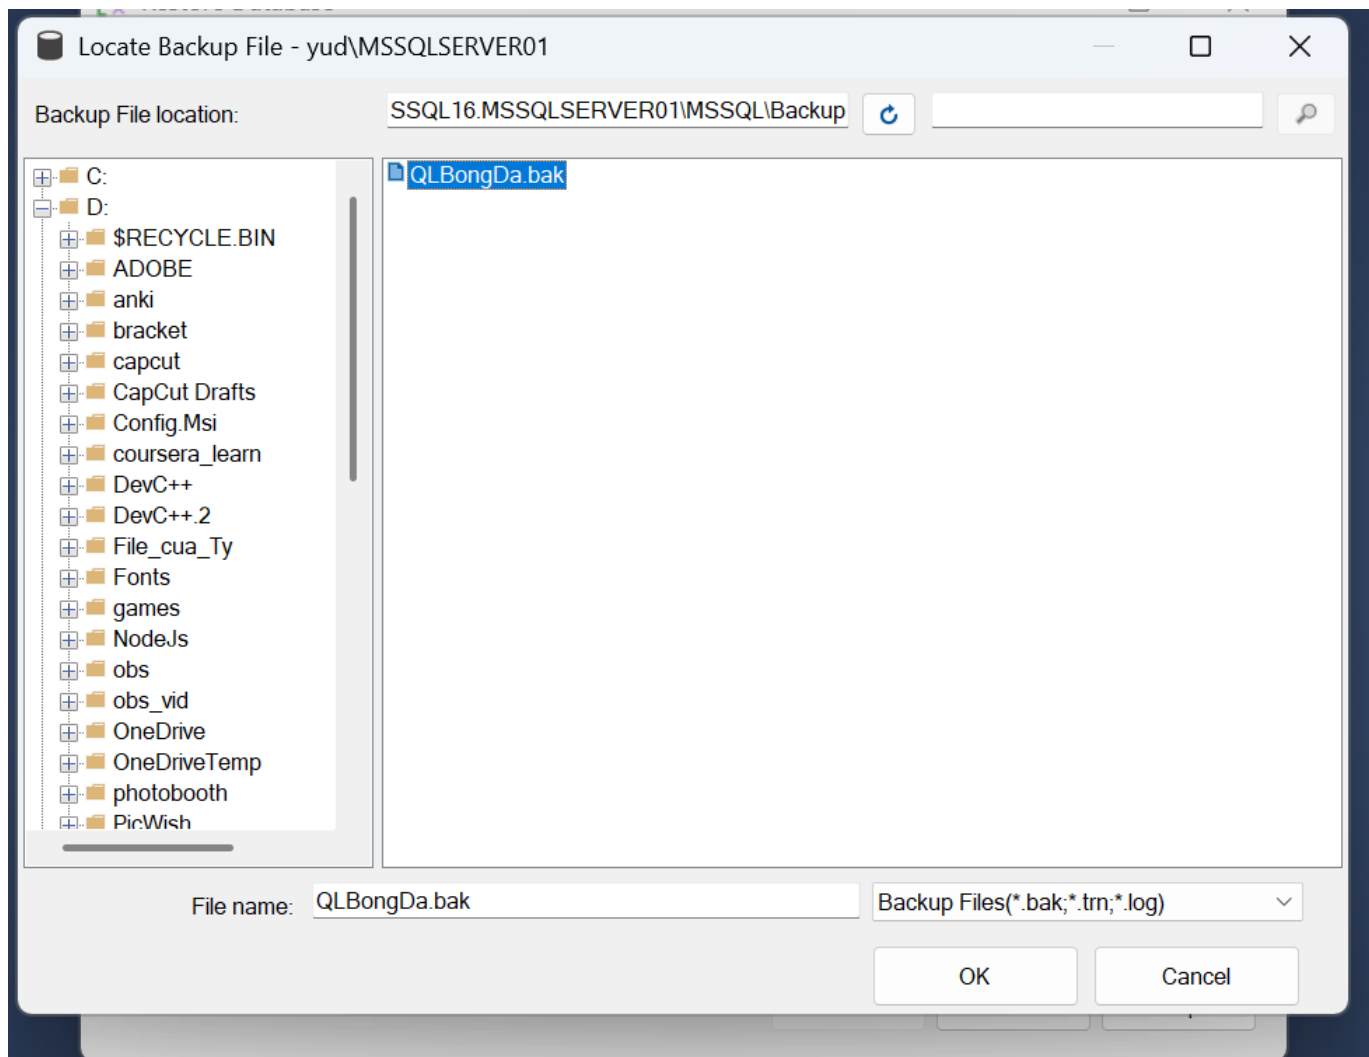 Locate Backup File - yud\MSSQLSERVER01
Backup File location:
SSQL16.MSSQLSERVER01\MSSQL\Backup
C:
D:
$RECYCLE.BIN
ADOBE
anki
bracket
capcut
CapCut Drafts
Config.Msi
coursera_learn
DevC++
DevC++.2
File_cua_Ty
Fonts
games
NodeJs
obs
obs_vid
OneDrive
OneDriveTemp
photobooth
PicWish
QLBongDa.bak
File name:
QLBongDa.bak
Backup Files(*.bak;*.trn;*.log)
OK
Cancel